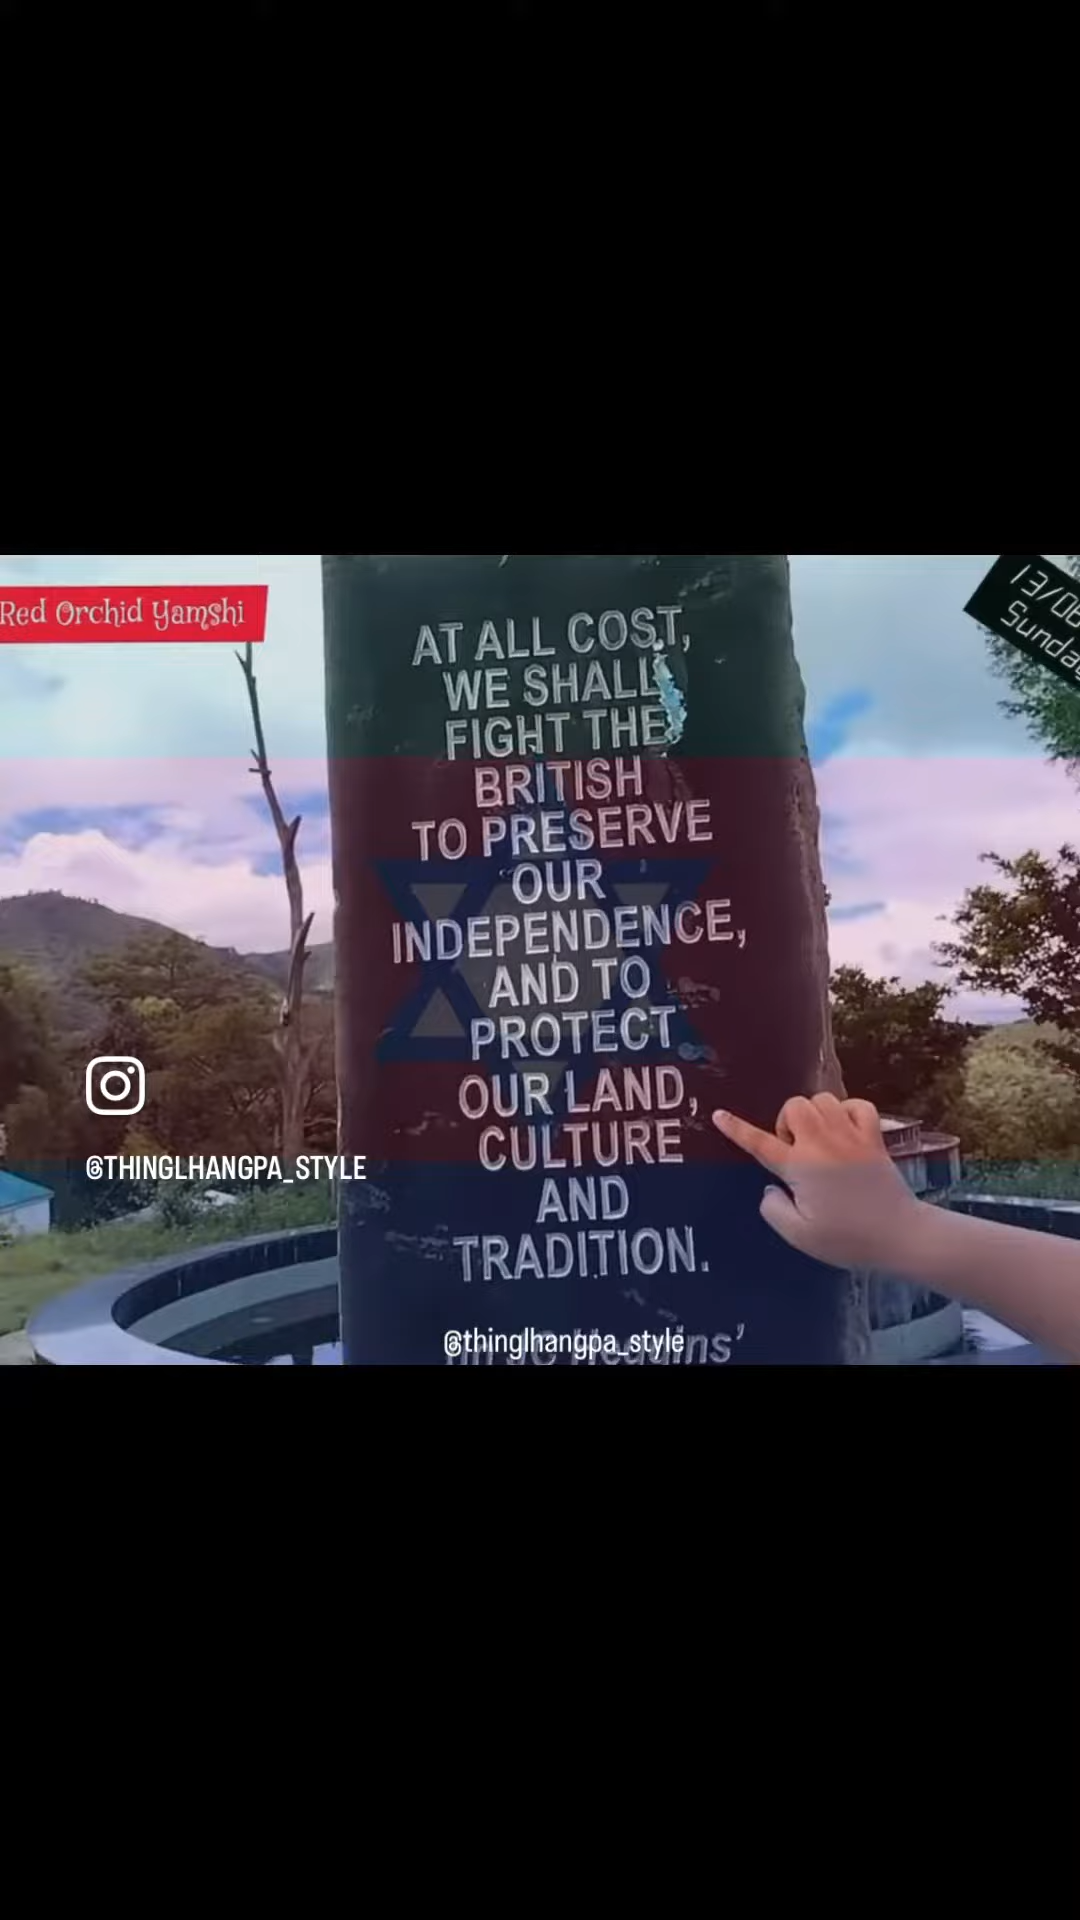 Red Orchid Yamshi
13/06
Sunda
AT ALL COST,
WE SHALL
FIGHT THE
BRITISH
TO PRESERVE
OUR
INDEPENDENCE,
AND TO
PROTECT
OUR LAND,
CULTURE
AND
TRADITION.
@THINGLHANGPA_STYLE
@thinglhangpa_style